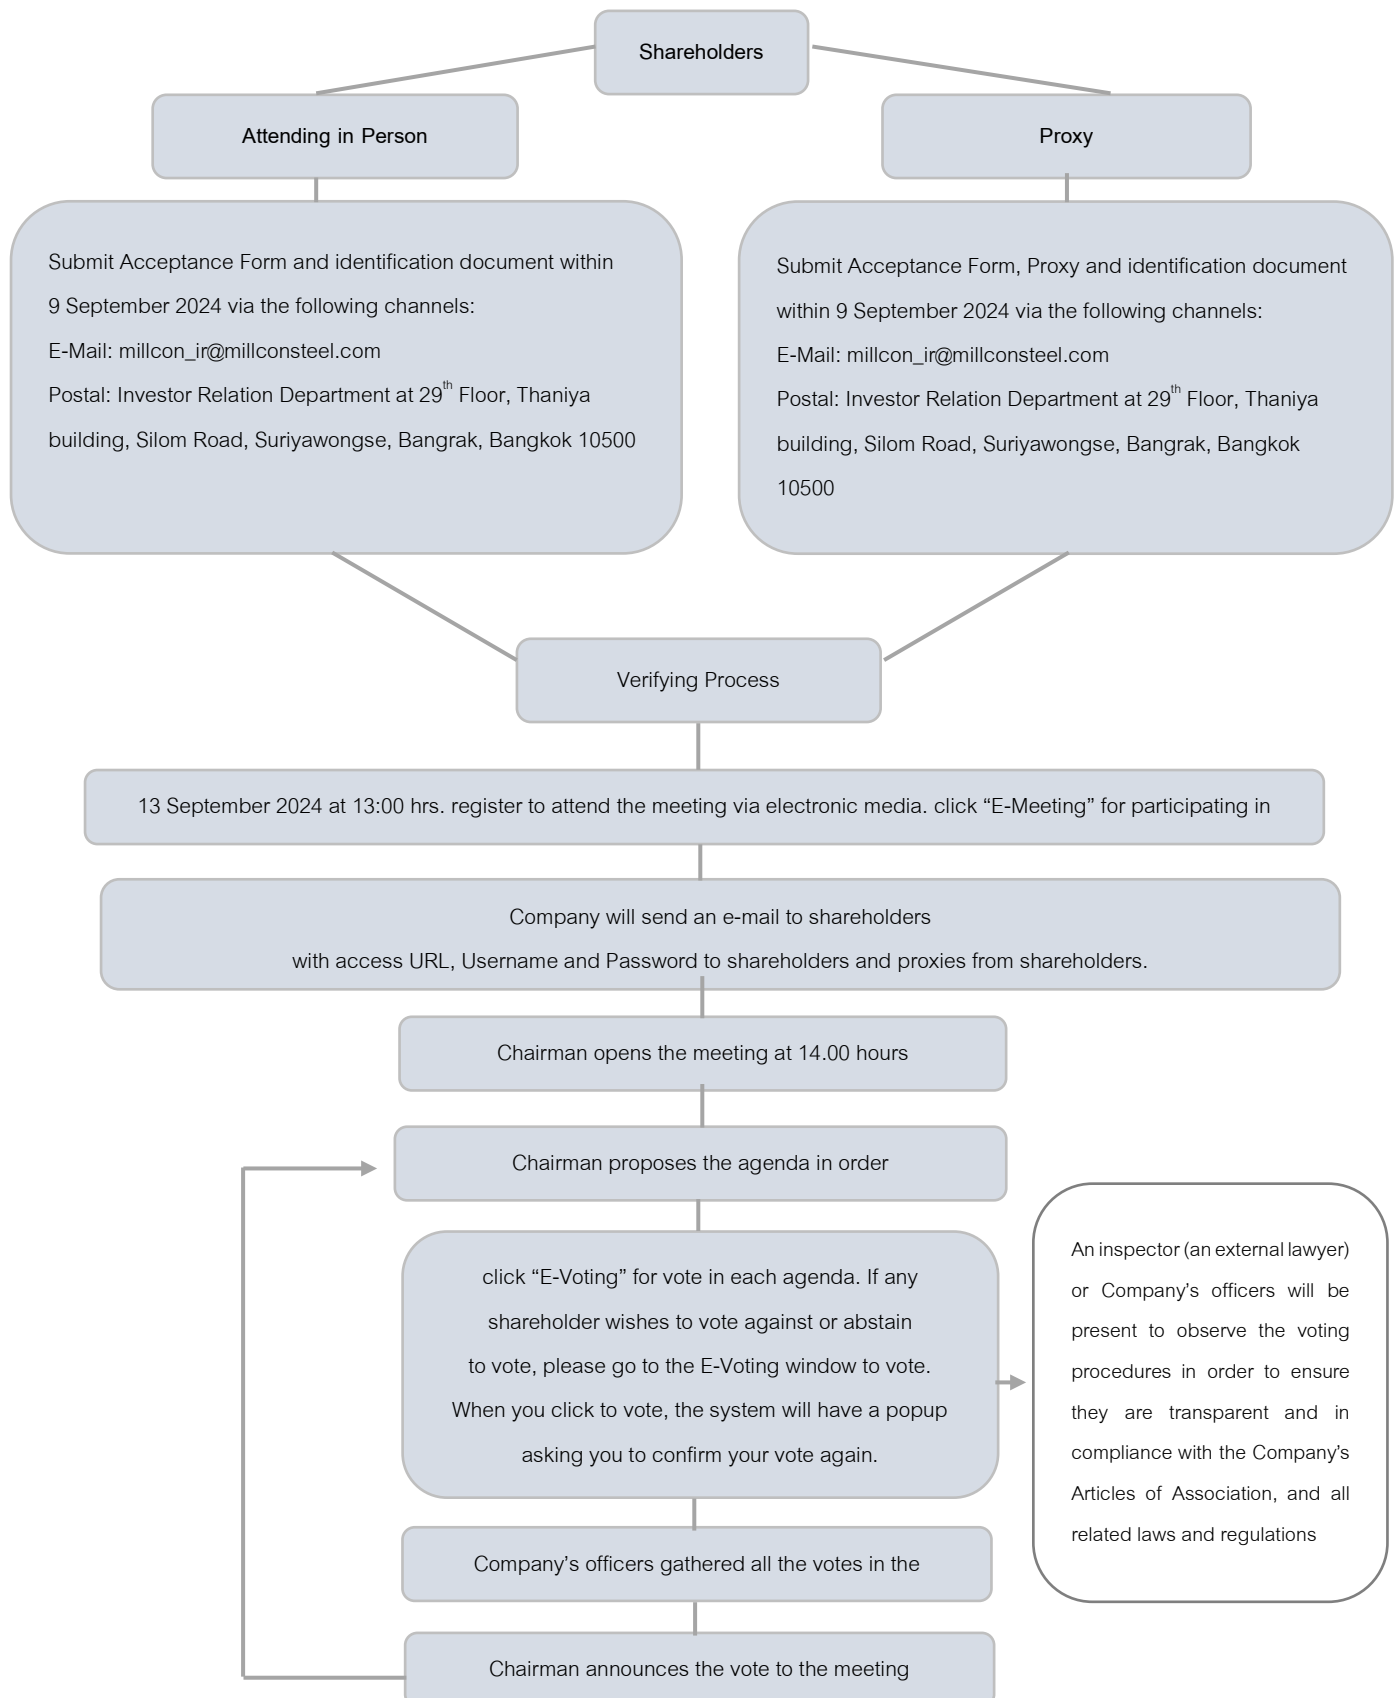 Shareholders
Attending in Person
Proxy
Submit Acceptance Form and identification document within
9 September 2024 via the following channels:
E-Mail: millcon_ir@millconsteel.com
Postal: Investor Relation Department at 29th Floor, Thaniya
building, Silom Road, Suriyawongse, Bangrak, Bangkok 10500
Submit Acceptance Form, Proxy and identification document
within 9 September 2024 via the following channels:
E-Mail: millcon_ir@millconsteel.com
Postal: Investor Relation Department at 29th Floor, Thaniya
building, Silom Road, Suriyawongse, Bangrak, Bangkok
10500
Verifying Process
13 September 2024 at 13:00 hrs. register to attend the meeting via electronic media. click “E-Meeting” for participating in
Company will send an e-mail to shareholders
with access URL, Username and Password to shareholders and proxies from shareholders.
Chairman opens the meeting at 14.00 hours
Chairman proposes the agenda in order
click “E-Voting” for vote in each agenda. If any
shareholder wishes to vote against or abstain
to vote, please go to the E-Voting window to vote.
When you click to vote, the system will have a popup
asking you to confirm your vote again.
An inspector (an external lawyer)
or Company’s officers will be
present to observe the voting
procedures in order to ensure
they are transparent and in
compliance with the Company’s
Articles of Association, and all
related laws and regulations
Company’s officers gathered all the votes in the
Chairman announces the vote to the meeting